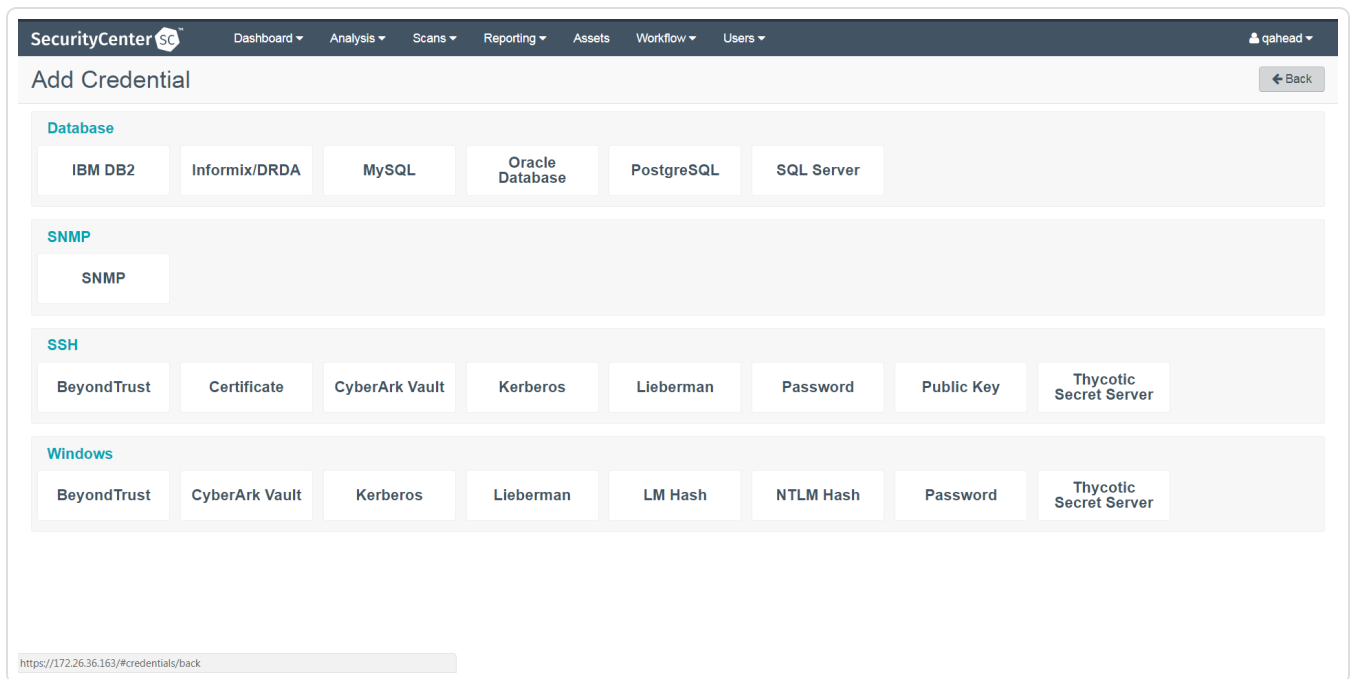 SecurityCenter SC™ Dashboard Analysis Scans Reporting Assets Workflow Users qahead
Add Credential Back
Database
IBM DB2 Informix/DRDA MySQL Oracle Database PostgreSQL SQL Server
SNMP
SNMP
SSH
BeyondTrust Certificate CyberArk Vault Kerberos Lieberman Password Public Key Thycotic Secret Server
Windows
BeyondTrust CyberArk Vault Kerberos Lieberman LM Hash NTLM Hash Password Thycotic Secret Server
https://172.26.36.163/#credentials/back